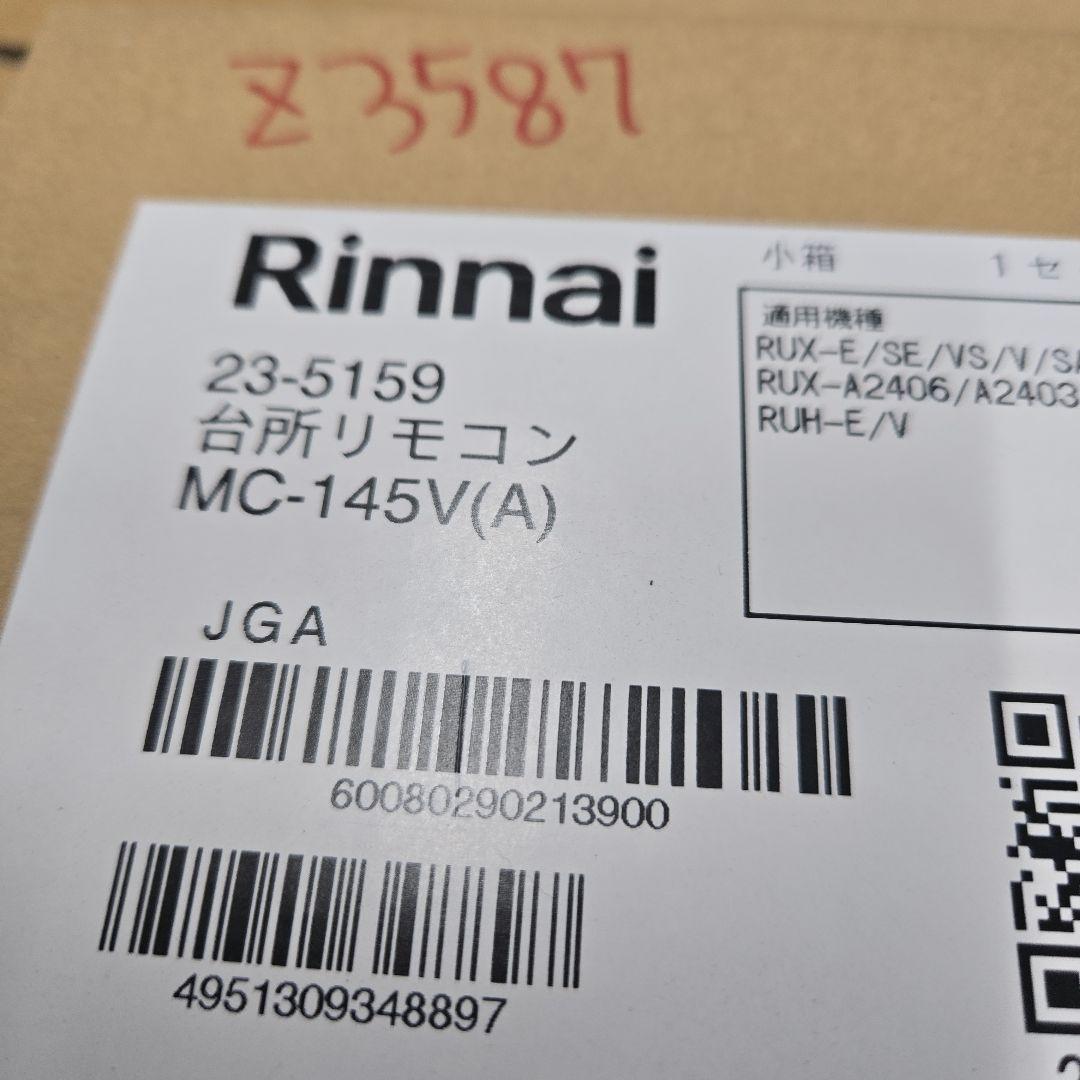 Z3587
Rinnai
23-5159
台所リモコン
MC-145V(A)
小箱 1 セ
適用機種
RUX-E/SE/VS/V/SA
RUX-A2406/A2403
RUH-E/V
JGA
60080290213900
4951309348897